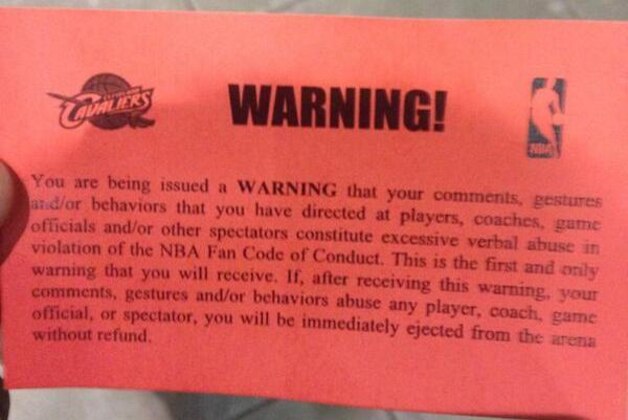 CAVALIERS
WARNING!
NBA
You are being issued a WARNING that your comments, gestures
and/or behaviors that you have directed at players, coaches, game
officials and/or other spectators constitute excessive verbal abuse in
violation of the NBA Fan Code of Conduct. This is the first and only
warning that you will receive. If, after receiving this warning, your
comments, gestures and/or behaviors abuse any player, coach, game
official, or spectator, you will be immediately ejected from the arena
without refund.